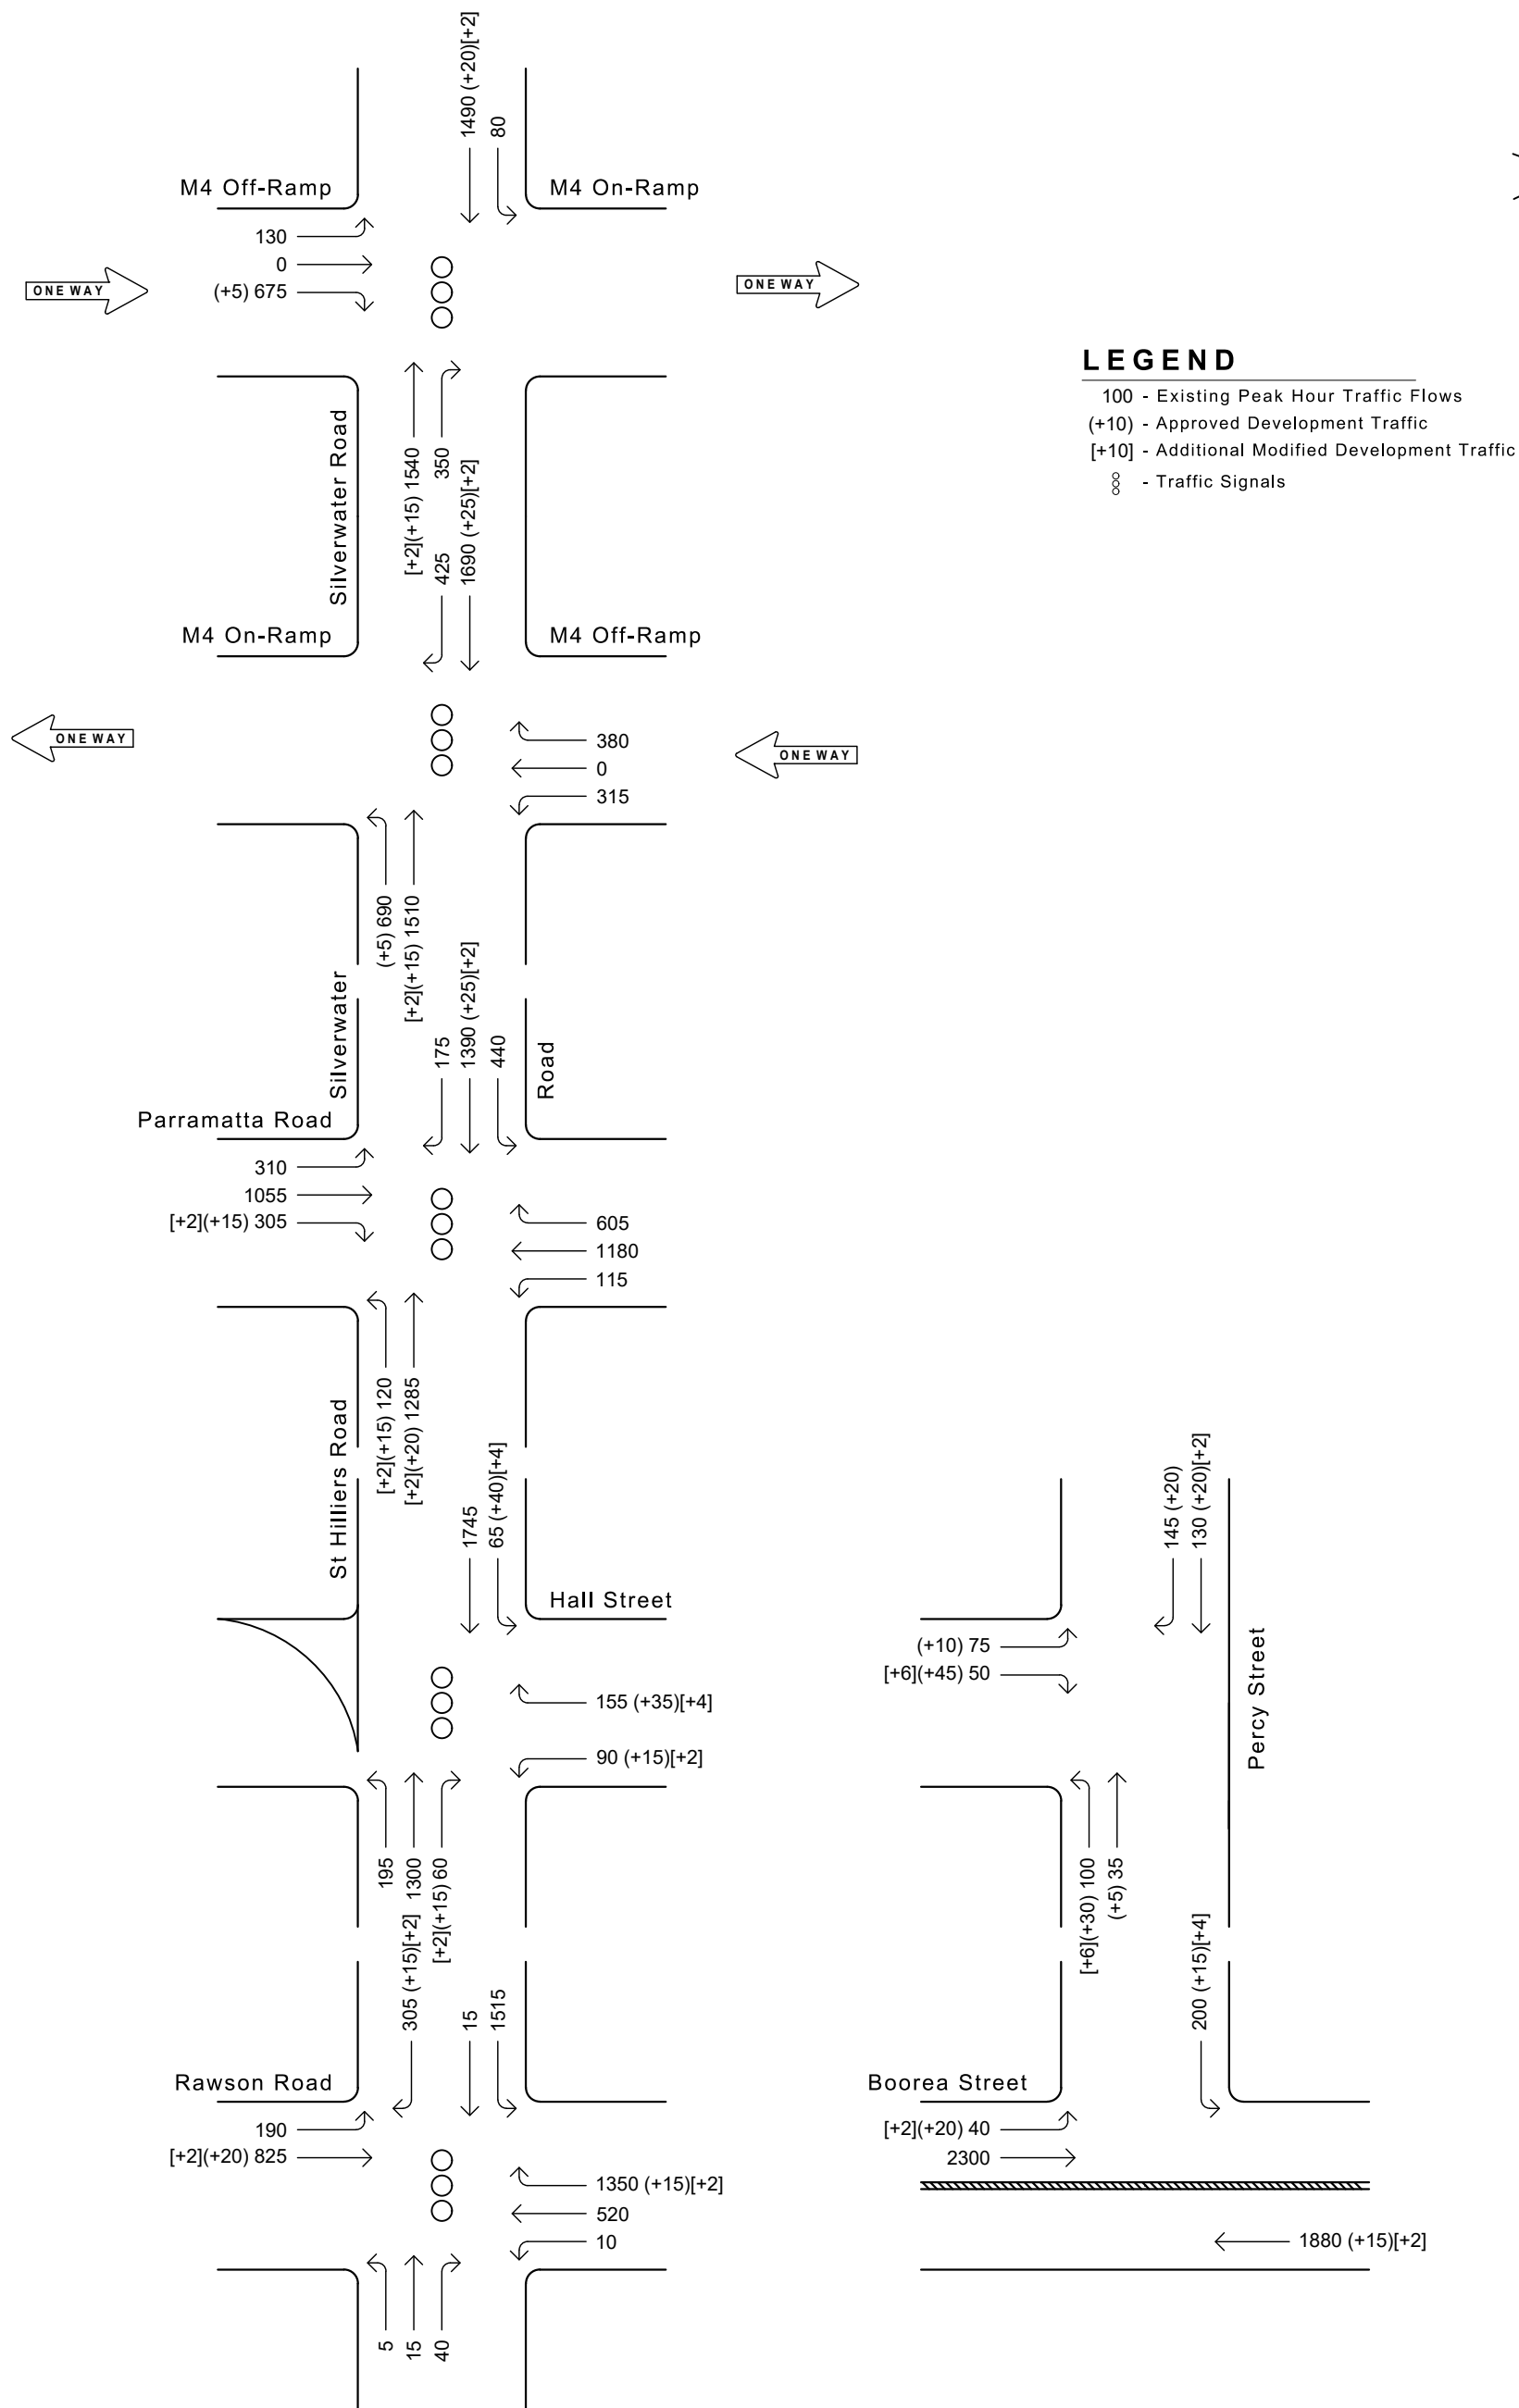 1490 (+20)[+2]
80
M4 Off-Ramp
M4 On-Ramp
130
0
(+5) 675
ONE WAY
ONE WAY
LEGEND
100 - Existing Peak Hour Traffic Flows
(+10) - Approved Development Traffic
[+10] - Additional Modified Development Traffic
- Traffic Signals
Silverwater Road
[+2](+15) 1540
350
425
1690 (+25)[+2]
M4 On-Ramp
M4 Off-Ramp
ONE WAY
ONE WAY
380
0
315
(+5) 690
[+2](+15) 1510
Silverwater
175
1390 (+25)[+2]
440
Road
Parramatta Road
310
1055
[+2](+15) 305
605
1180
115
St Hilliers Road
[+2](+15) 120
[+2](+20) 1285
1745
65 (+40)[+4]
Hall Street
145 (+20)
130 (+20)[+2]
(+10) 75
[+6](+45) 50
Percy Street
155 (+35)[+4]
90 (+15)[+2]
195
1300
[+2](+15) 60
305 (+15)[+2]
15
1515
[+6](+30) 100
(+5) 35
200 (+15)[+4]
Rawson Road
190
[+2](+20) 825
1350 (+15)[+2]
520
10
5
15
40
Boorea Street
[+2](+20) 40
2300
1880 (+15)[+2]